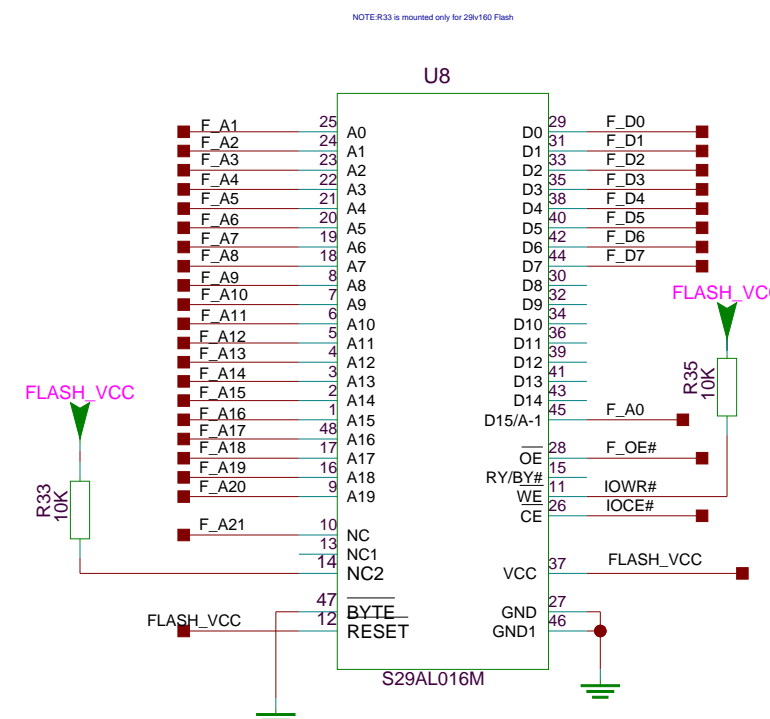 NOTE:R33 is mounted only for 29lv160 Flash
U8
F_A1 25 A0 D0 29 F_D0
F_A2 24 A1 D1 31 F_D1
F_A3 23 A2 D2 33 F_D2
F_A4 22 A3 D3 35 F_D3
F_A5 21 A4 D4 38 F_D4
F_A6 20 A5 D5 40 F_D5
F_A7 19 A6 D6 42 F_D6
F_A8 18 A7 D7 44 F_D7
F_A9 8 A8 D8 30
F_A10 7 A9 D9 32
FLASH_VCC
F_A11 6 A10 D10 34
F_A12 5 A11 D11 36
F_A13 4 A12 D12 39
F_A14 3 A13 D13 41
R35
10K
FLASH_VCC
F_A15 2 A14 D14 43
F_A16 1 A15 D15/A-1 45 F_A0
F_A17 48 A16
F_A18 17 A17 OE 28 F_OE#
F_A19 16 A18 RY/BY# 15
F_A20 9 A19 WE 11 IOWR#
CE 26 IOCE#
R33
10K
F_A21 10 NC
13 NC1
14 NC2 VCC 37 FLASH_VCC
47 BYTE GND 27
FLASH_VCC 12 RESET GND1 46
S29AL016M